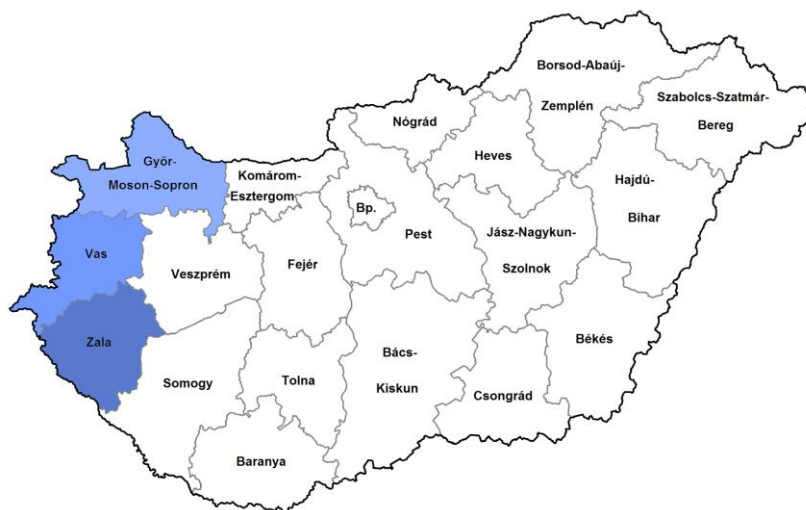 Borsod-Abaúj-
Zemplén
Szabolcs-Szatmár-
Bereg
Nógrád
Győr-
Moson-Sopron
Komárom-
Esztergom
Heves
Hajdú-
Bihar
Bp.
Pest
Jász-Nagykun-
Szolnok
Vas
Veszprém
Fejér
Zala
Somogy
Tolna
Bács-
Kiskun
Békés
Csongrád
Baranya